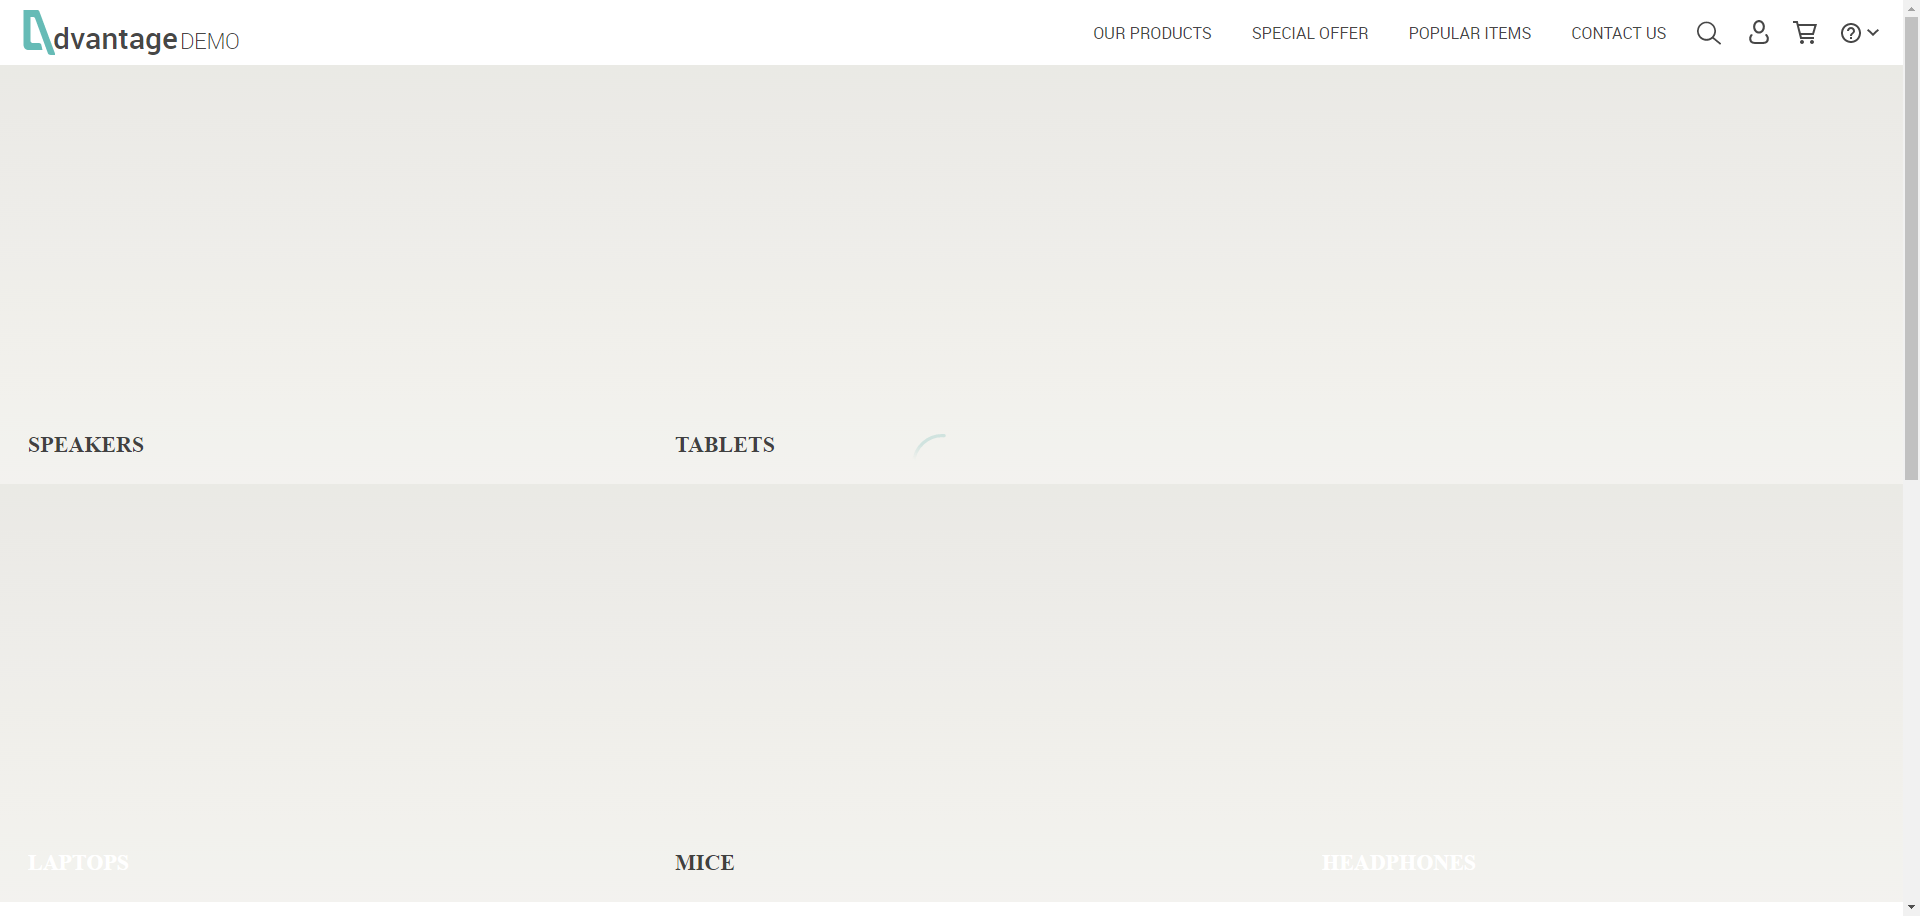 dvantage DEMO
OUR PRODUCTS SPECIAL OFFER POPULAR ITEMS CONTACT US
SPEAKERS TABLETS
LAPTOPS MICE HEADPHONES